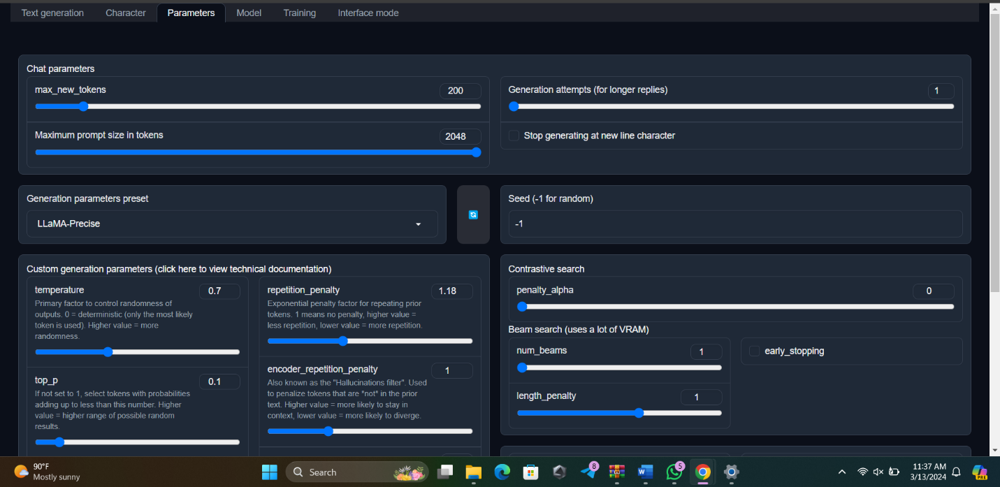 Text generation
Character
Parameters
Model
Training
Interface mode
Chat parameters
max_new_tokens
200
Maximum prompt size in tokens
2048
Generation attempts (for longer replies)
1
Stop generating at new line character
Generation parameters preset
LLaMA-Precise
Seed (-1 for random)
-1
Custom generation parameters (click here to view technical documentation)
temperature
0.7
Primary factor to control randomness of
outputs. 0 = deterministic (only the most likely
token is used). Higher value = more
randomness.
top_p
0.1
If not set to 1, select tokens with probabilities
adding up to less than this number. Higher
value = higher range of possible random
results.
repetition_penalty
1.18
Exponential penalty factor for repeating prior
tokens. 1 means no penalty, higher value =
less repetition, lower value = more repetition.
encoder_repetition_penalty
1
Also known as the "Hallucinations filter". Used
to penalize tokens that are *not* in the prior
text. Higher value = more likely to stay in
context, lower value = more likely to diverge.
Contrastive search
penalty_alpha
0
Beam search (uses a lot of VRAM)
num_beams
1
early_stopping
length_penalty
1
90°F
Mostly sunny
Search
8
W
5
11:37 AM
3/13/2024
PRE